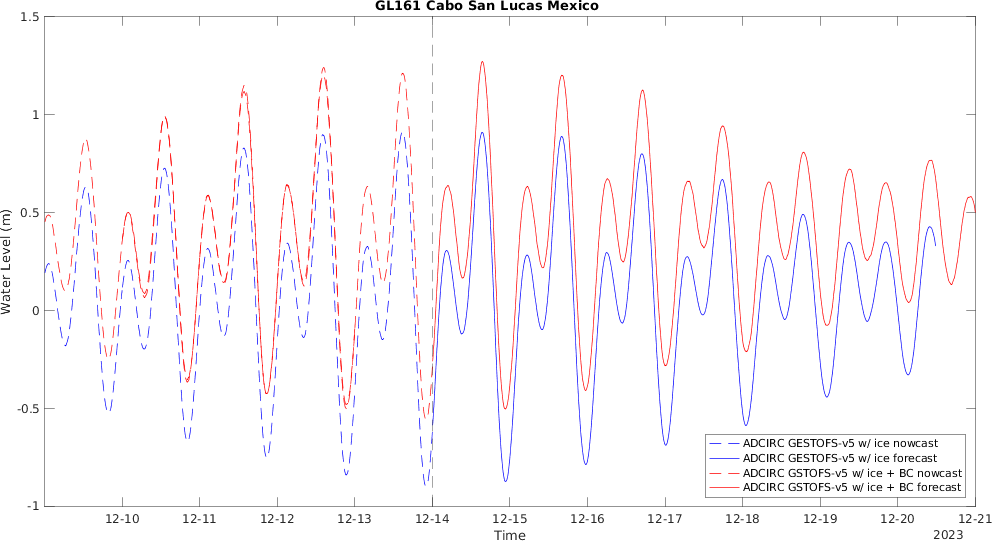 GL161 Cabo San Lucas Mexico
1.5
1
0.5
0
-0.5
-1
Water Level (m)
ADCIRC GESTOFS-v5 w/ ice nowcast
ADCIRC GESTOFS-v5 w/ ice forecast
ADCIRC GSTOFS-v5 w/ ice + BC nowcast
ADCIRC GSTOFS-v5 w/ ice + BC forecast
12-10 12-11 12-12 12-13 12-14 12-15 12-16 12-17 12-18 12-19 12-20 12-21
Time
2023